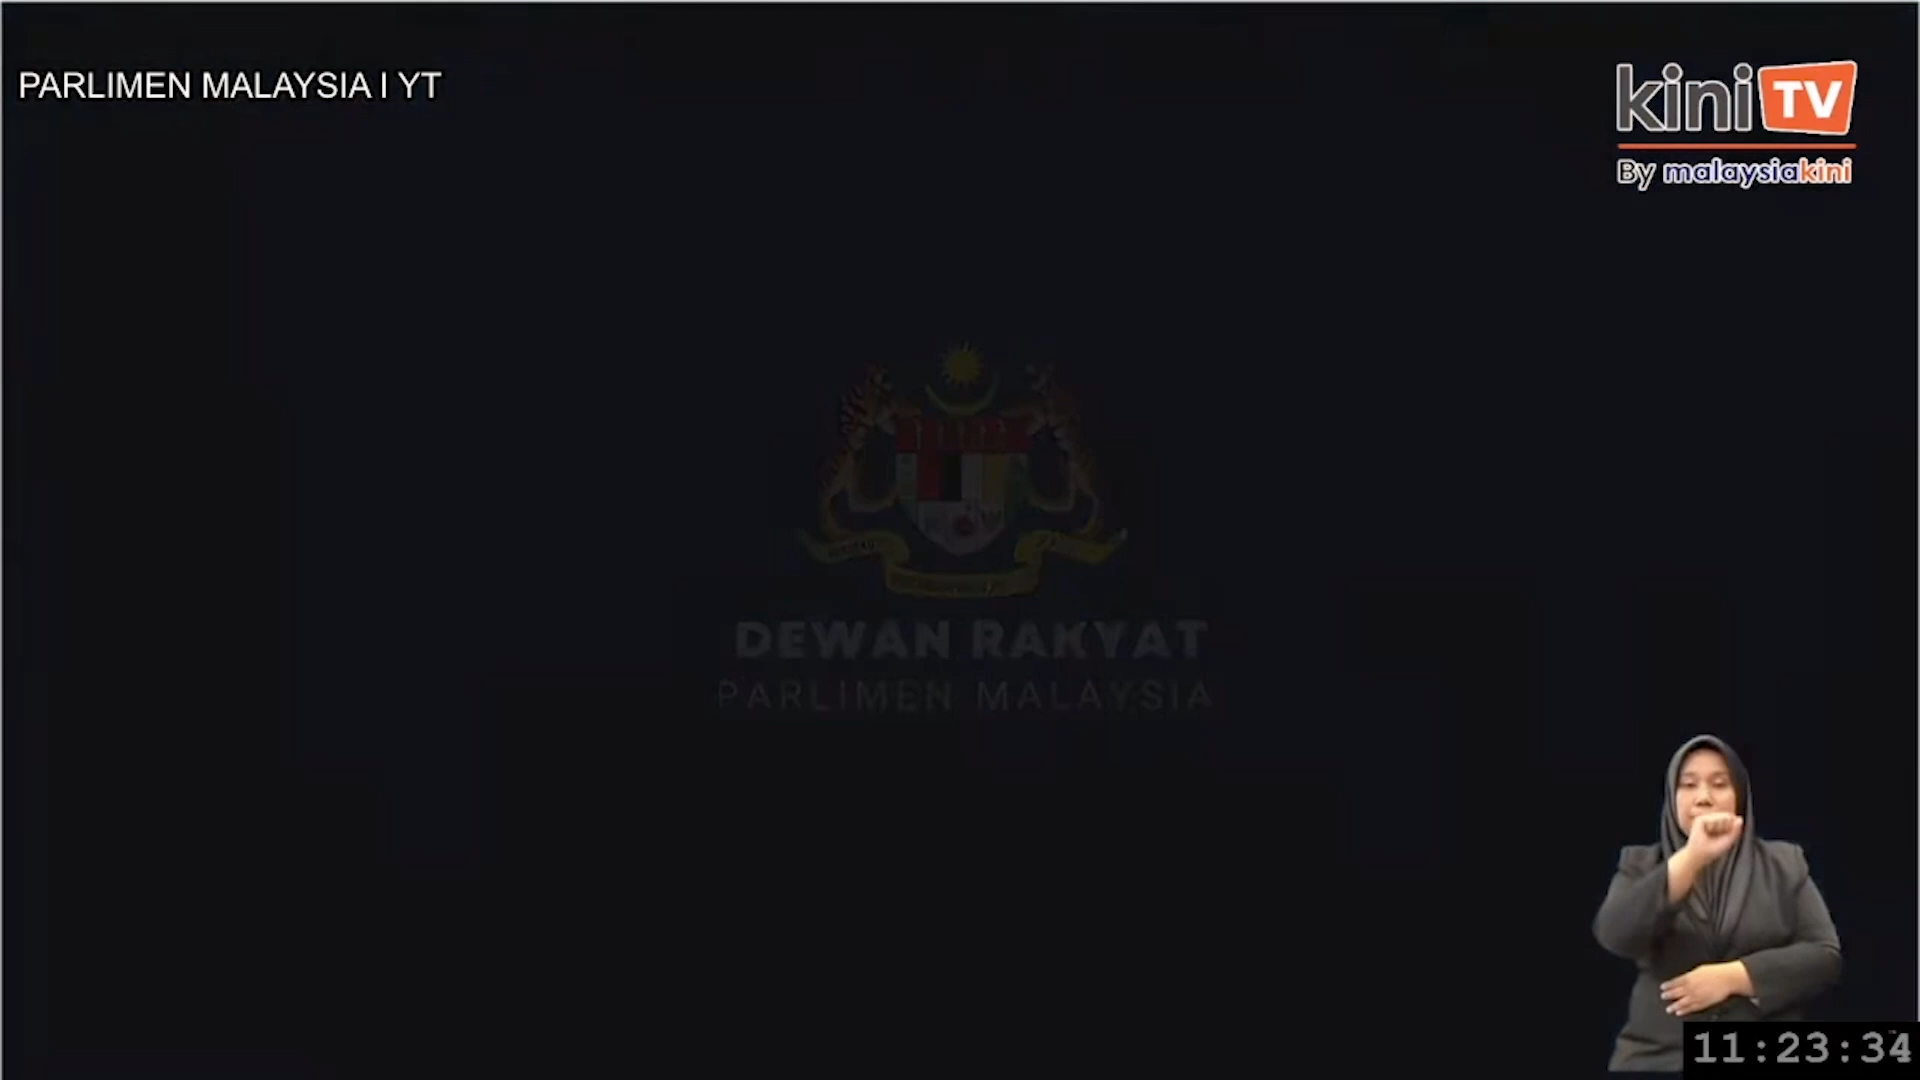 PARLIMEN MALAYSIA I YT
kini TV
By malaysiakini
DEWAN RAKYAT
PARLIMEN MALAYSIA
11:23:34